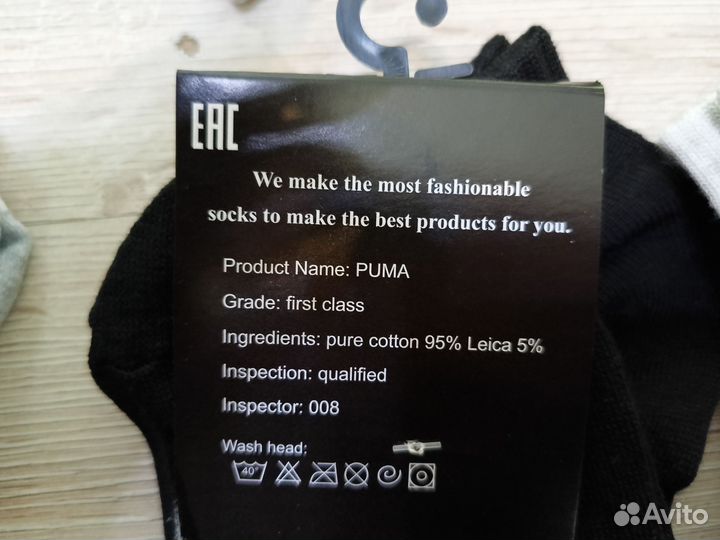 EAC
We make the most fashionable
socks to make the best products for you.
Product Name: PUMA
Grade: first class
Ingredients: pure cotton 95% Leica 5%
Inspection: qualified
Inspector: 008
Wash head:
40°
Avito